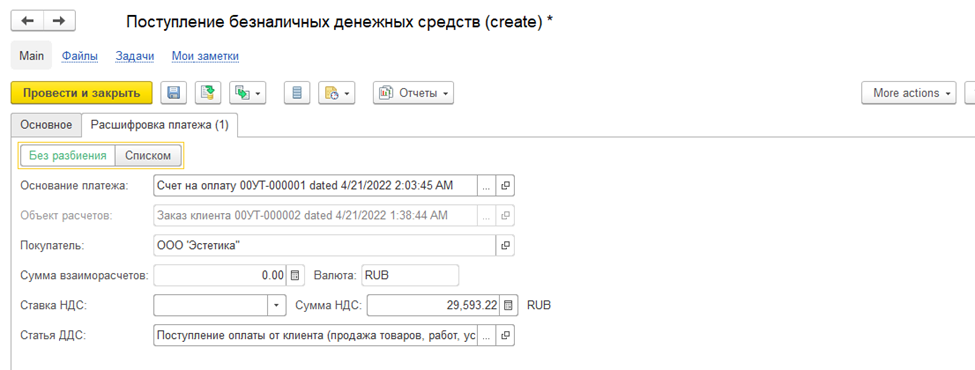 Поступление безналичных денежных средств (create) *
Main Файлы Задачи Мои заметки
Провести и закрыть Отчеты More actions
Основное Расшифровка платежа (1)
Без разбиения Списком
Основание платежа: Счет на оплату 00УТ-000001 dated 4/21/2022 2:03:45 AM ...
Объект расчетов: Заказ клиента 00УТ-000002 dated 4/21/2022 1:38:44 AM ...
Покупатель: ООО 'Эстетика"
Сумма взаиморасчетов: 0.00 Валюта: RUB
Ставка НДС: Сумма НДС: 29,593.22 RUB
Статья ДДС: Поступление оплаты от клиента (продажа товаров, работ, ус ...